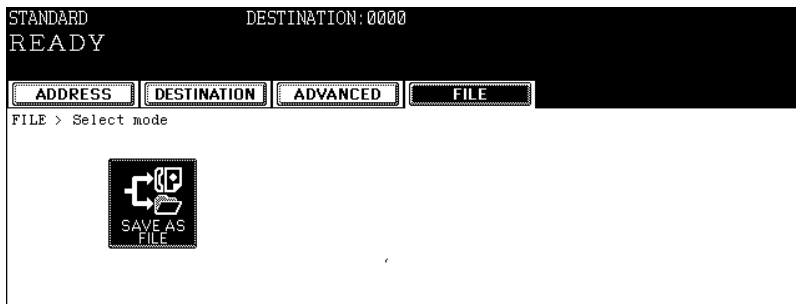 STANDARD DESTINATION:0000
READY
ADDRESS DESTINATION ADVANCED FILE
FILE > Select mode
SAVE AS
FILE